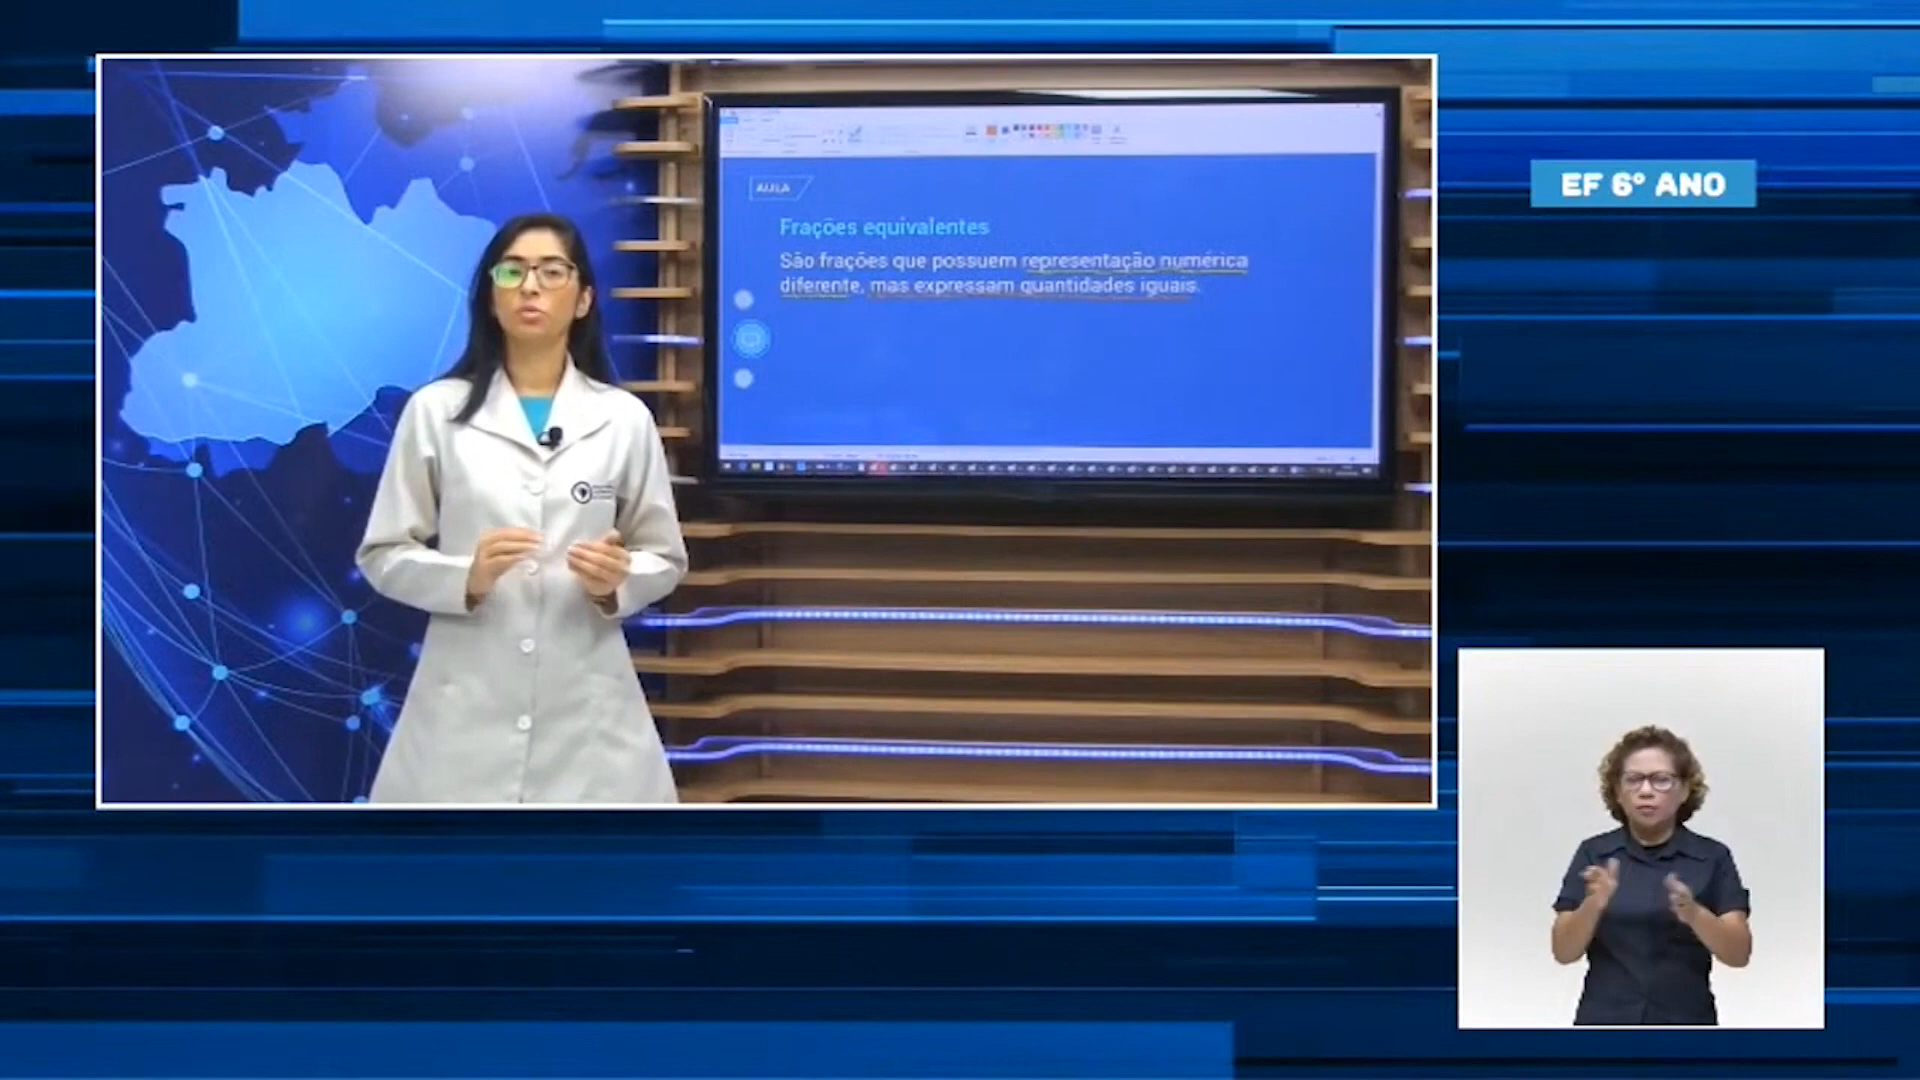 EF 6º ANO
AULA
Frações equivalentes
São frações que possuem representação numérica
diferente, mas expressam quantidades iguais.